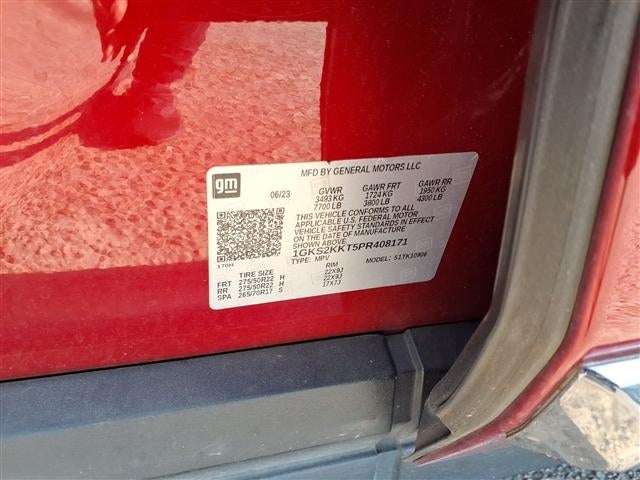 MFD BY GENERAL MOTORS LLC
gm
06/23 GVWR GAWR FRT GAWR RR
3493 KG 1724 KG 1950 KG
7700 LB 3800 LB 4300 LB
THIS VEHICLE CONFORMS TO ALL
APPLICABLE U.S. FEDERAL MOTOR
VEHICLE SAFETY STANDARDS IN EFFECT
ON THE DATE OF MANUFACTURE
SHOWN ABOVE.
1GKS2KKT5PR408171
170H TYPE: MPV MODEL: 51TK10906
TIRE SIZE RIM
FRT 275/50R22 H 22X9J
RR 275/50R22 H 22X9J
SPA 265/70R17 S 17X7J